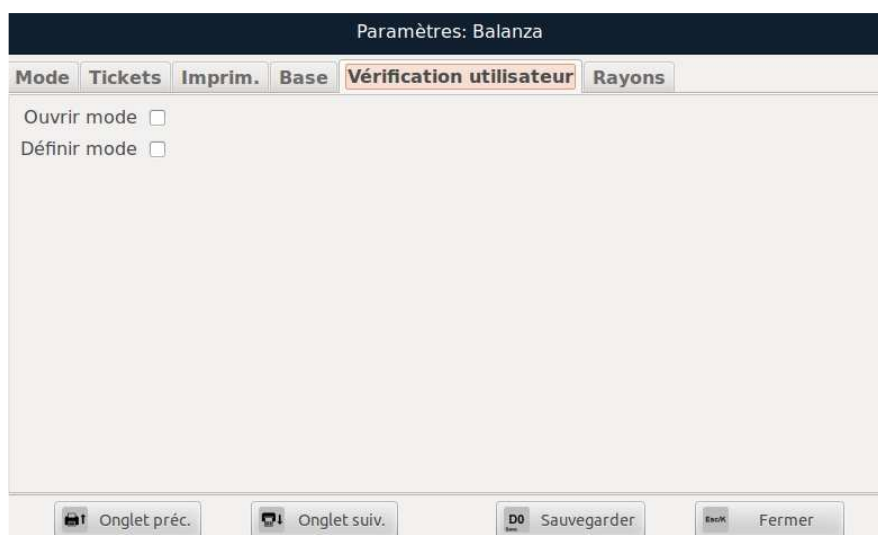 Paramètres: Balanza
Mode Tickets Imprim. Base Vérification utilisateur Rayons
Ouvrir mode
Définir mode
Onglet préc. Onglet suiv. D0 Sauvegarder Esc/K Fermer